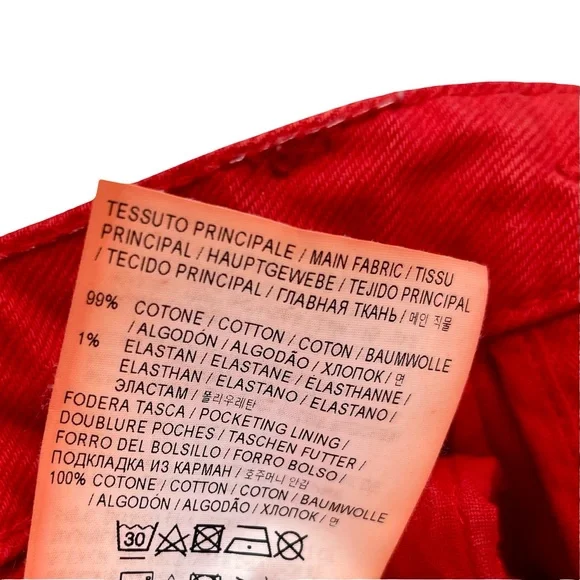 TESSUTO PRINCIPALE / MAIN FABRIC / TISSU
PRINCIPAL / HAUPTGEWEBE / TEJIDO PRINCIPAL
/ TECIDO PRINCIPAL / ГЛАВНАЯ ТКАНЬ / 메안 직물
99% COTONE / COTTON / COTON / BAUMWOLLE
/ ALGODÓN / ALGODÃO / ХЛОПОК / 면
1% ELASTAN / ELASTANE / ELASTHANNE /
ELASTHAN / ELASTANO / ELASTANO /
ЭЛАСТАМ / 폴리우레탄
FODERA TASCA / POCKETING LINING /
DOUBLURE POCHES / TASCHEN FUTTER /
FORRO DEL BOLSILLO / FORRO BOLSO /
ПОДКЛАДКА ИЗ КАРМАН / 호주머니 안감
100% COTONE / COTTON / COTON / BAUMWOLLE
/ ALGODÓN / ALGODÃO / ХЛОПОК / 면
30